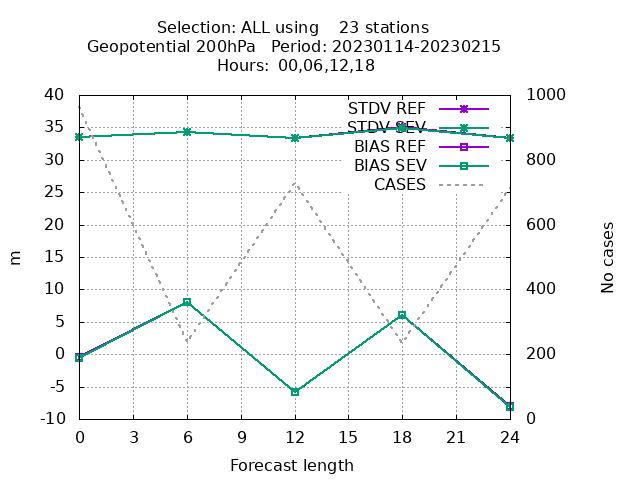 Selection: ALL using    23 stations
Geopotential 200hPa   Period: 20230114-20230215
Hours:  00,06,12,18
40
35
30
25
20
15
10
5
0
-5
-10
m
1000
800
600
400
200
0
No cases
STDV REF
STDV SEV
BIAS REF
BIAS SEV
CASES
0 3 6 9 12 15 18 21 24
Forecast length